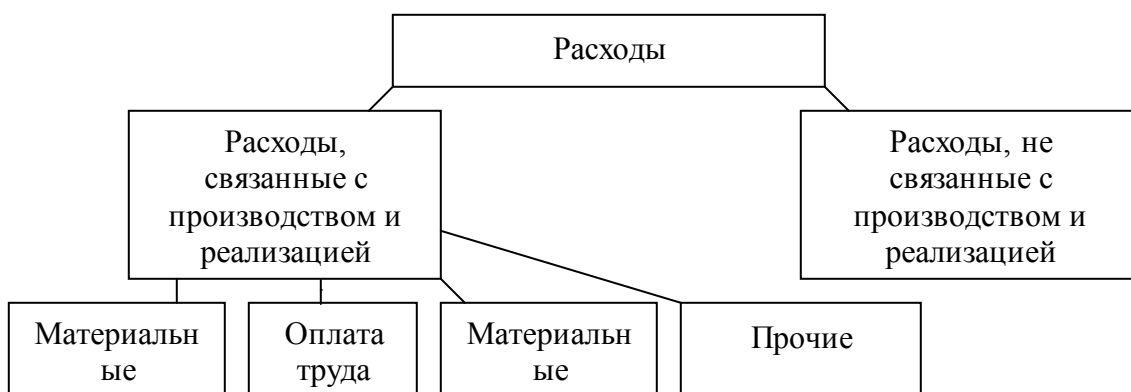 Расходы
Расходы,
связанные с
производством и
реализацией
Расходы, не
связанные с
производством и
реализацией
Материальн
ые
Оплата
труда
Материальн
ые
Прочие